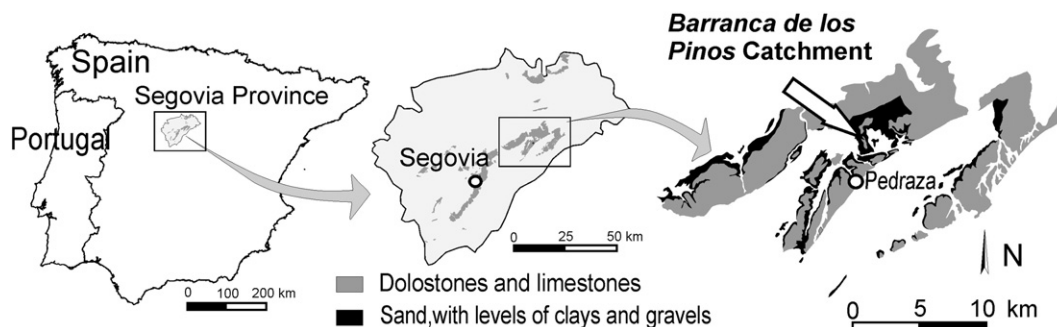 Spain
Segovia Province
Portugal
0 100 200 km
Segovia
0 25 50 km
Dolostones and limestones
Sand,with levels of clays and gravels
Barranca de los
Pinos Catchment
Pedraza
N
0 5 10 km